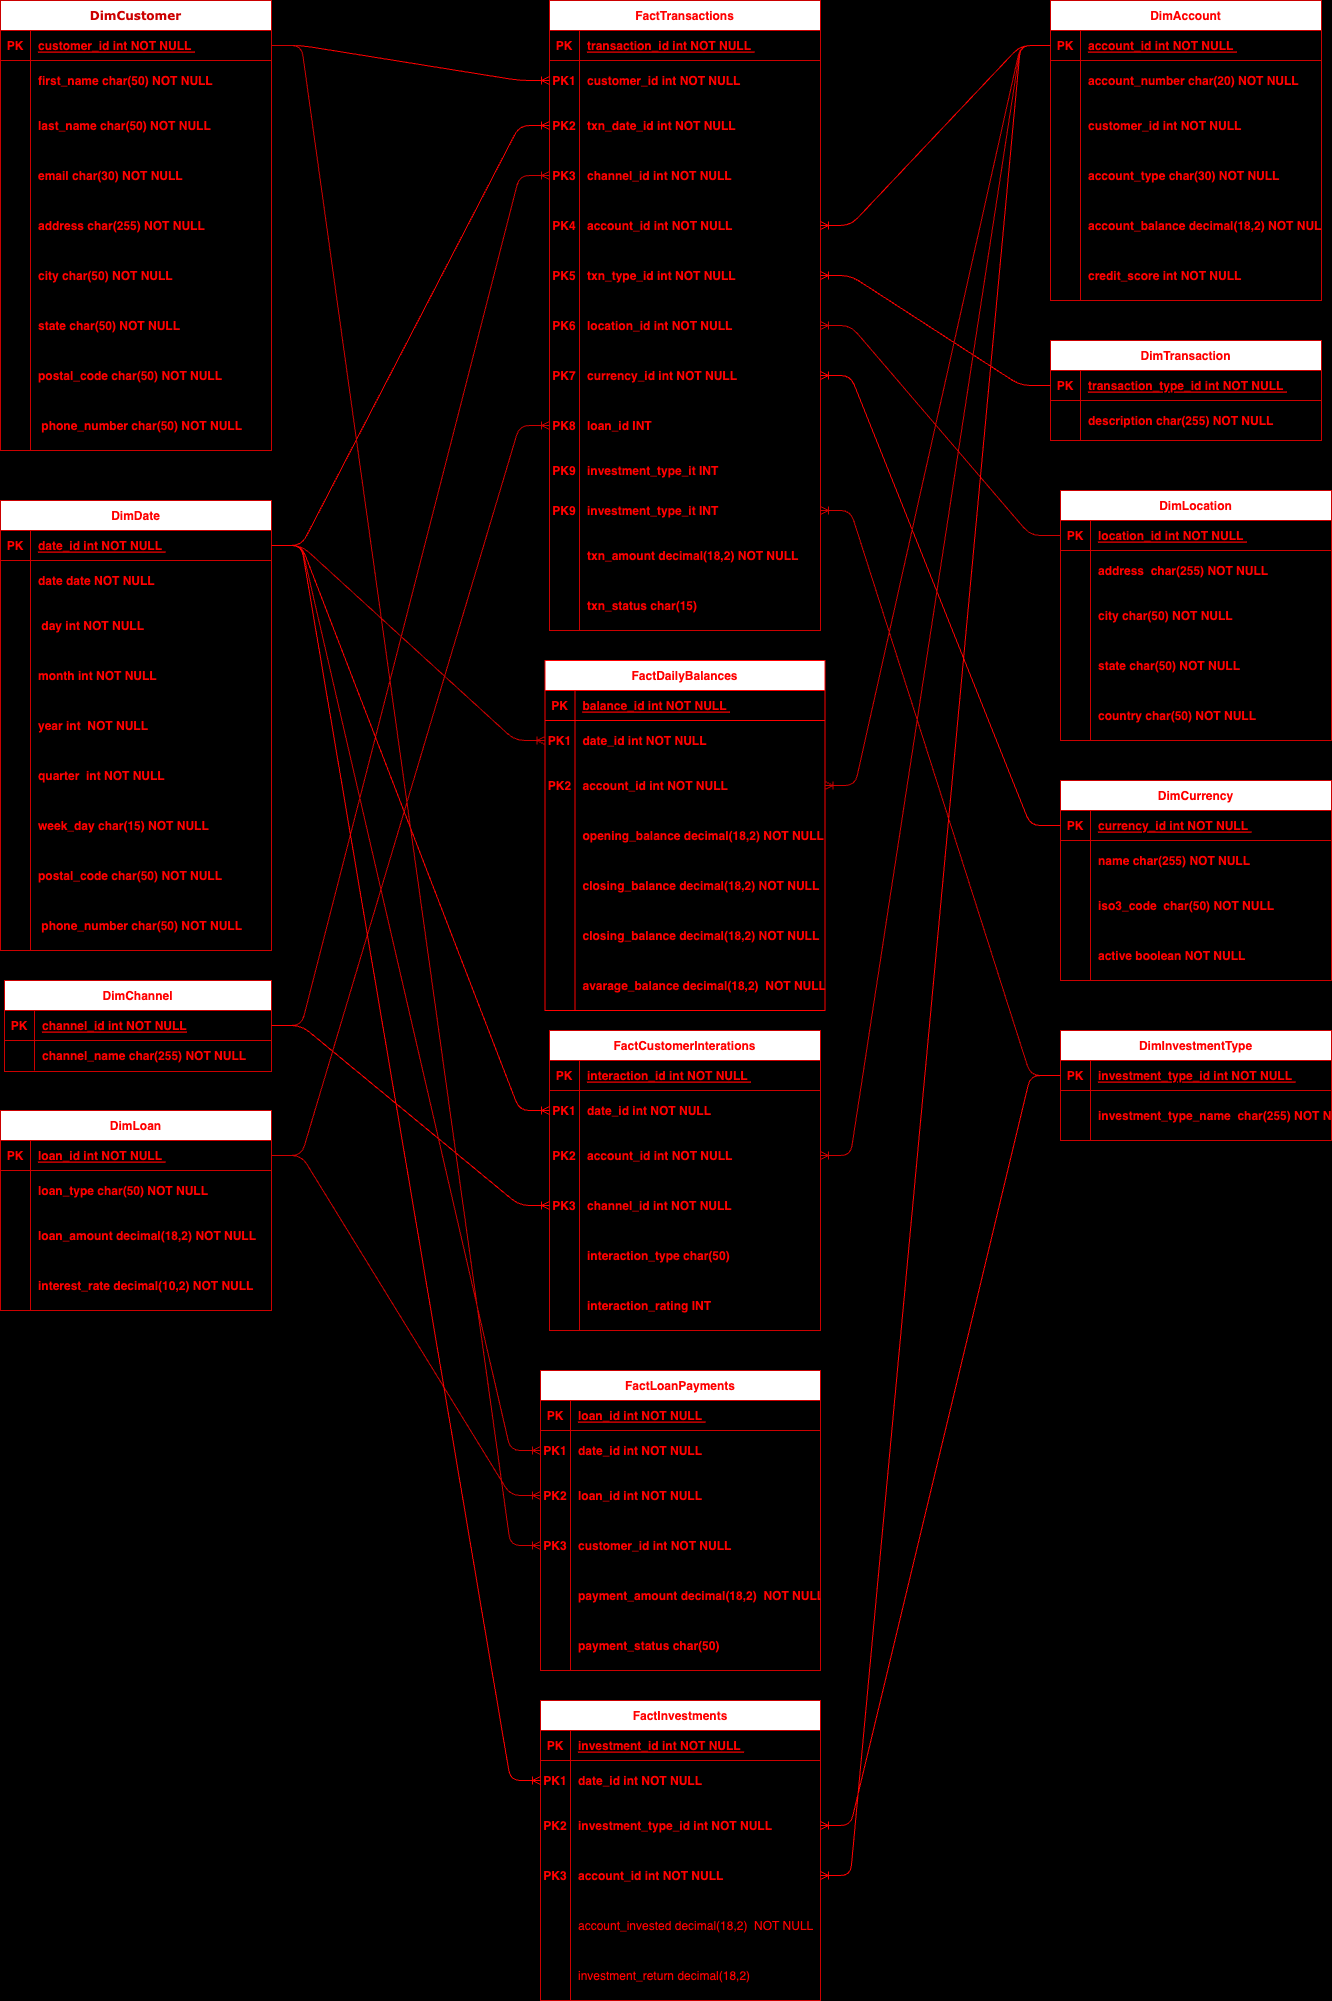 DimCustomer
PK customer_id int NOT NULL
first_name char(50) NOT NULL
last_name char(50) NOT NULL
email char(30) NOT NULL
address char(255) NOT NULL
city char(50) NOT NULL
state char(50) NOT NULL
postal_code char(50) NOT NULL
phone_number char(50) NOT NULL
DimDate
PK date_id int NOT NULL
date date NOT NULL
day int NOT NULL
month int NOT NULL
year int  NOT NULL
quarter  int NOT NULL
week_day char(15) NOT NULL
postal_code char(50) NOT NULL
phone_number char(50) NOT NULL
DimChannel
PK channel_id int NOT NULL
channel_name char(255) NOT NULL
DimLoan
PK loan_id int NOT NULL
loan_type char(50) NOT NULL
loan_amount decimal(18,2) NOT NULL
interest_rate decimal(10,2) NOT NULL
FactTransactions
PK transaction_id int NOT NULL
PK1 customer_id int NOT NULL
PK2 txn_date_id int NOT NULL
PK3 channel_id int NOT NULL
PK4 account_id int NOT NULL
PK5 txn_type_id int NOT NULL
PK6 location_id int NOT NULL
PK7 currency_id int NOT NULL
PK8 loan_id INT
PK9 investment_type_it INT
PK9 investment_type_it INT
txn_amount decimal(18,2) NOT NULL
txn_status char(15)
FactDailyBalances
PK balance_id int NOT NULL
PK1 date_id int NOT NULL
PK2 account_id int NOT NULL
opening_balance decimal(18,2) NOT NULL
closing_balance decimal(18,2) NOT NULL
closing_balance decimal(18,2) NOT NULL
avarage_balance decimal(18,2)  NOT NULL
FactCustomerInterations
PK interaction_id int NOT NULL
PK1 date_id int NOT NULL
PK2 account_id int NOT NULL
PK3 channel_id int NOT NULL
interaction_type char(50)
interaction_rating INT
FactLoanPayments
PK loan_id int NOT NULL
PK1 date_id int NOT NULL
PK2 loan_id int NOT NULL
PK3 customer_id int NOT NULL
payment_amount decimal(18,2)  NOT NULL
payment_status char(50)
FactInvestments
PK investment_id int NOT NULL
PK1 date_id int NOT NULL
PK2 investment_type_id int NOT NULL
PK3 account_id int NOT NULL
account_invested decimal(18,2)  NOT NULL
investment_return decimal(18,2)
DimAccount
PK account_id int NOT NULL
account_number char(20) NOT NULL
customer_id int NOT NULL
account_type char(30) NOT NULL
account_balance decimal(18,2) NOT NUL
credit_score int NOT NULL
DimTransaction
PK transaction_type_id int NOT NULL
description char(255) NOT NULL
DimLocation
PK location_id int NOT NULL
address  char(255) NOT NULL
city char(50) NOT NULL
state char(50) NOT NULL
country char(50) NOT NULL
DimCurrency
PK currency_id int NOT NULL
name char(255) NOT NULL
iso3_code  char(50) NOT NULL
active boolean NOT NULL
DimInvestmentType
PK investment_type_id int NOT NULL
investment_type_name  char(255) NOT N